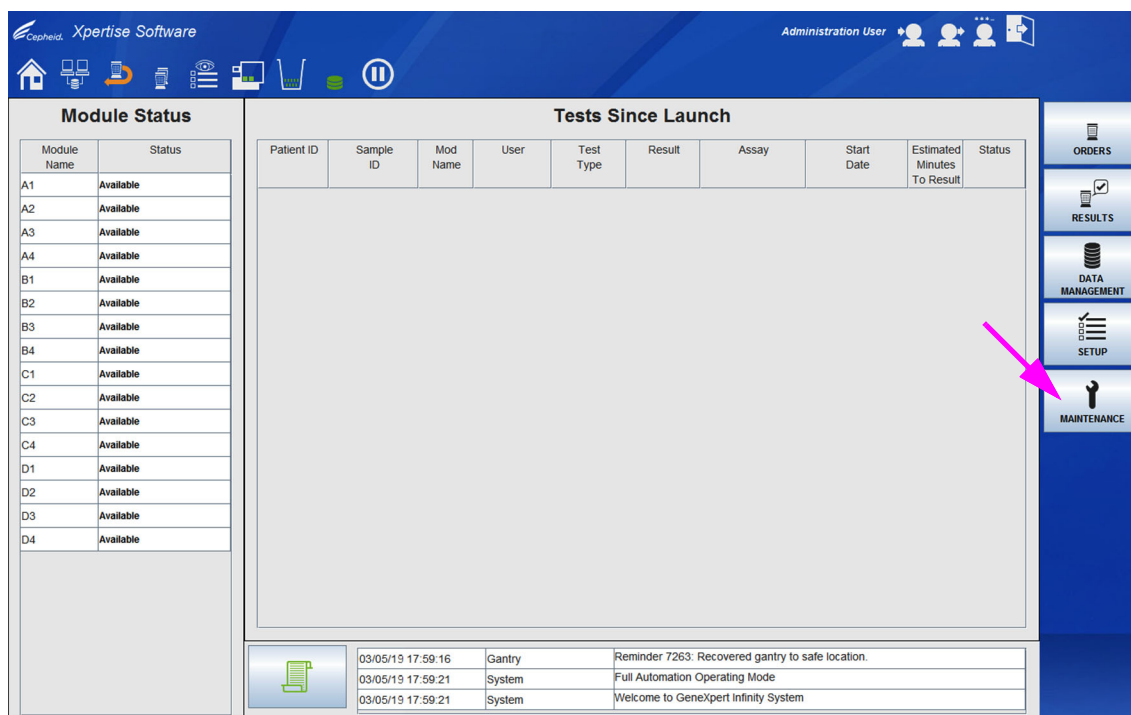 Cepheid. Xpertise Software
Administration User
Module Status
Module Name Status
A1 Available
A2 Available
A3 Available
A4 Available
B1 Available
B2 Available
B3 Available
B4 Available
C1 Available
C2 Available
C3 Available
C4 Available
D1 Available
D2 Available
D3 Available
D4 Available
Tests Since Launch
Patient ID Sample ID Mod Name User Test Type Result Assay Start Date Estimated Minutes To Result Status
03/05/19 17:59:16 Gantry Reminder 7263: Recovered gantry to safe location.
03/05/19 17:59:21 System Full Automation Operating Mode
03/05/19 17:59:21 System Welcome to GeneXpert Infinity System
ORDERS
RESULTS
DATA
MANAGEMENT
SETUP
MAINTENANCE